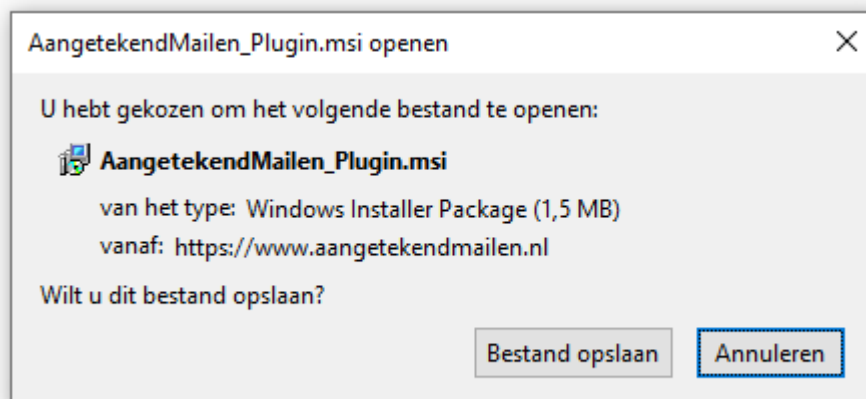 AangetekendMailen_Plugin.msi openen
U hebt gekozen om het volgende bestand te openen:
AangetekendMailen_Plugin.msi
van het type: Windows Installer Package (1,5 MB)
vanaf: https://www.aangetekendmailen.nl
Wilt u dit bestand opslaan?
Bestand opslaan Annuleren